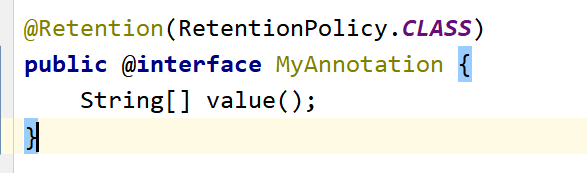 @Retention(RetentionPolicy.CLASS)
public @interface MyAnnotation {
    String[] value();
}